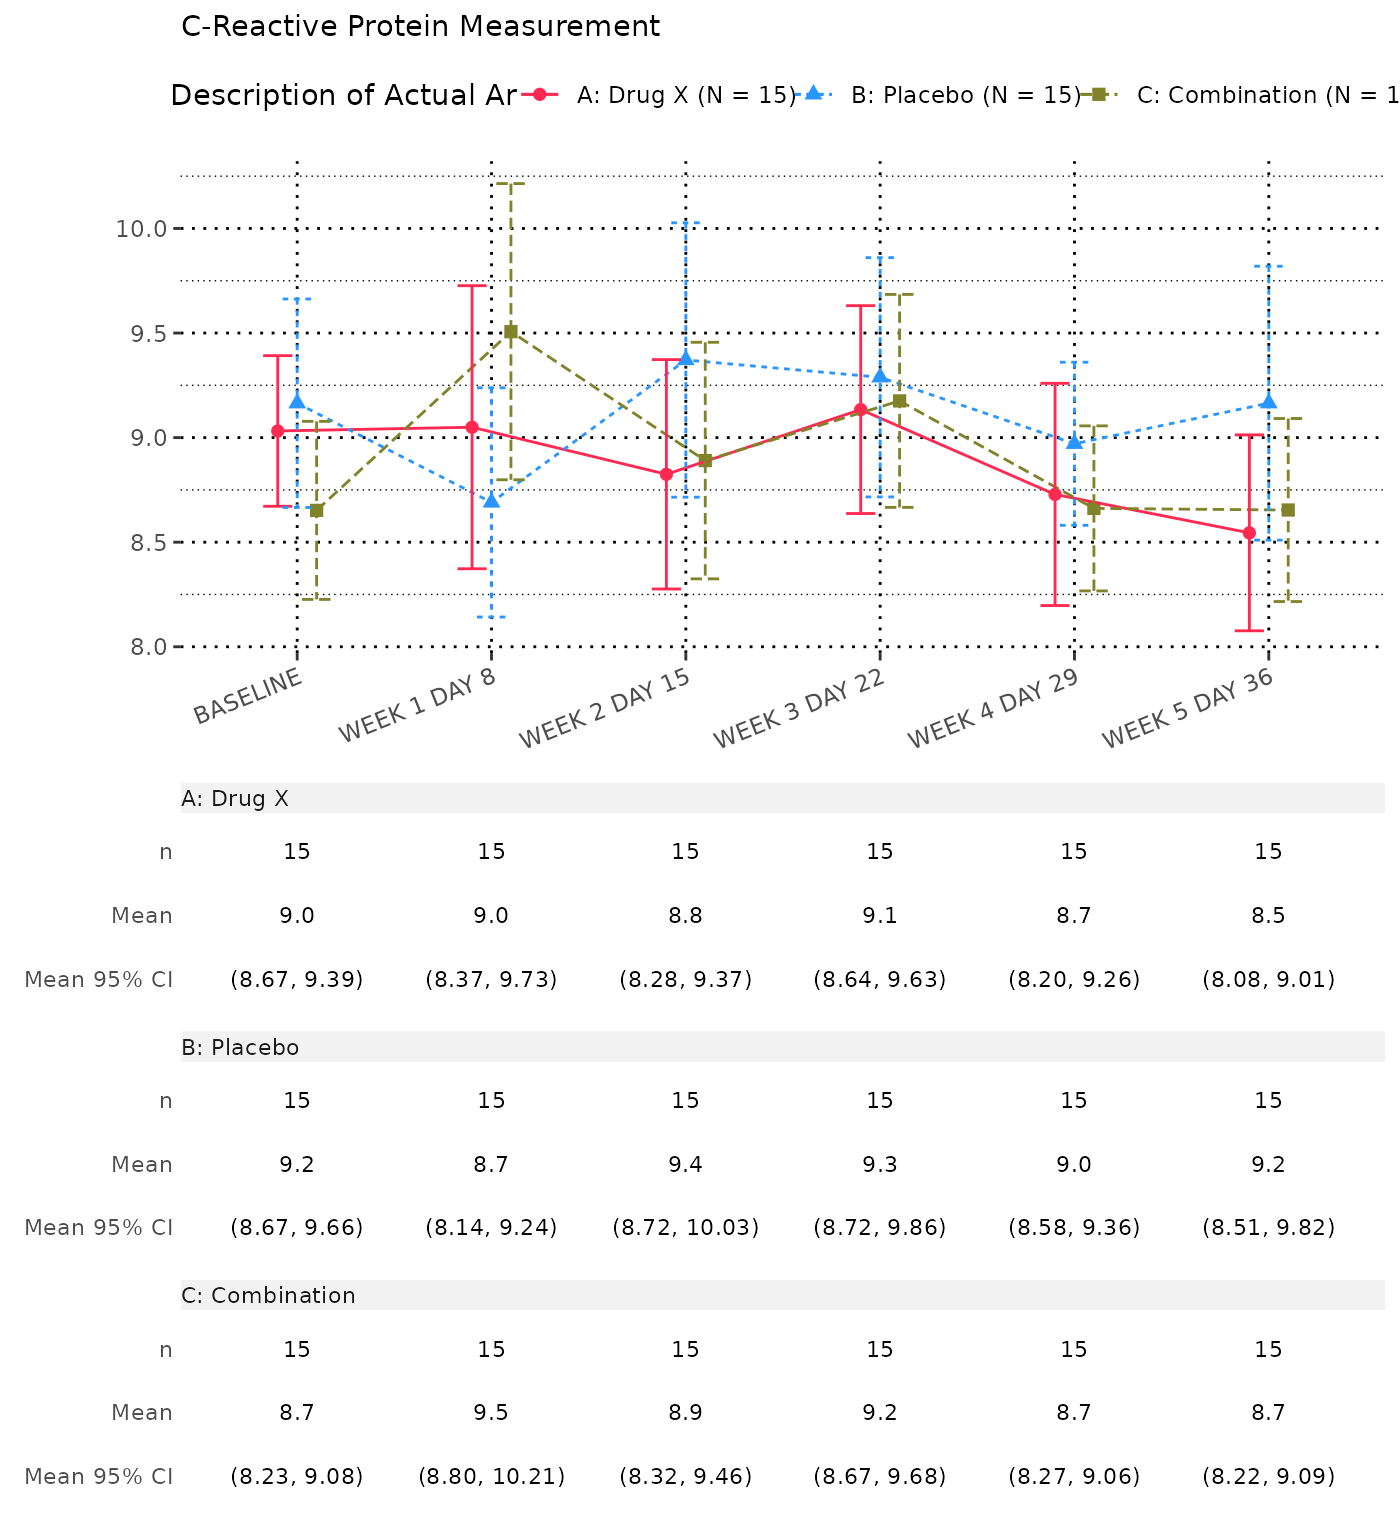 C-Reactive Protein Measurement
Description of Actual Ar A: Drug X (N = 15) B: Placebo (N = 15) C: Combination (N = 1
10.0
9.5
9.0
8.5
8.0
BASELINE WEEK 1 DAY 8 WEEK 2 DAY 15 WEEK 3 DAY 22 WEEK 4 DAY 29 WEEK 5 DAY 36
A: Drug X
n 15 15 15 15 15 15
Mean 9.0 9.0 8.8 9.1 8.7 8.5
Mean 95% CI (8.67, 9.39) (8.37, 9.73) (8.28, 9.37) (8.64, 9.63) (8.20, 9.26) (8.08, 9.01)
B: Placebo
n 15 15 15 15 15 15
Mean 9.2 8.7 9.4 9.3 9.0 9.2
Mean 95% CI (8.67, 9.66) (8.14, 9.24) (8.72, 10.03) (8.72, 9.86) (8.58, 9.36) (8.51, 9.82)
C: Combination
n 15 15 15 15 15 15
Mean 8.7 9.5 8.9 9.2 8.7 8.7
Mean 95% CI (8.23, 9.08) (8.80, 10.21) (8.32, 9.46) (8.67, 9.68) (8.27, 9.06) (8.22, 9.09)